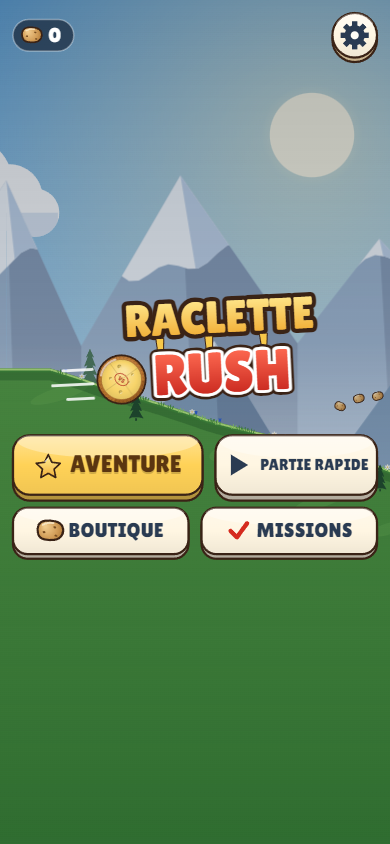 0
RACLETTE
RUSH
AVENTURE
PARTIE RAPIDE
BOUTIQUE
MISSIONS